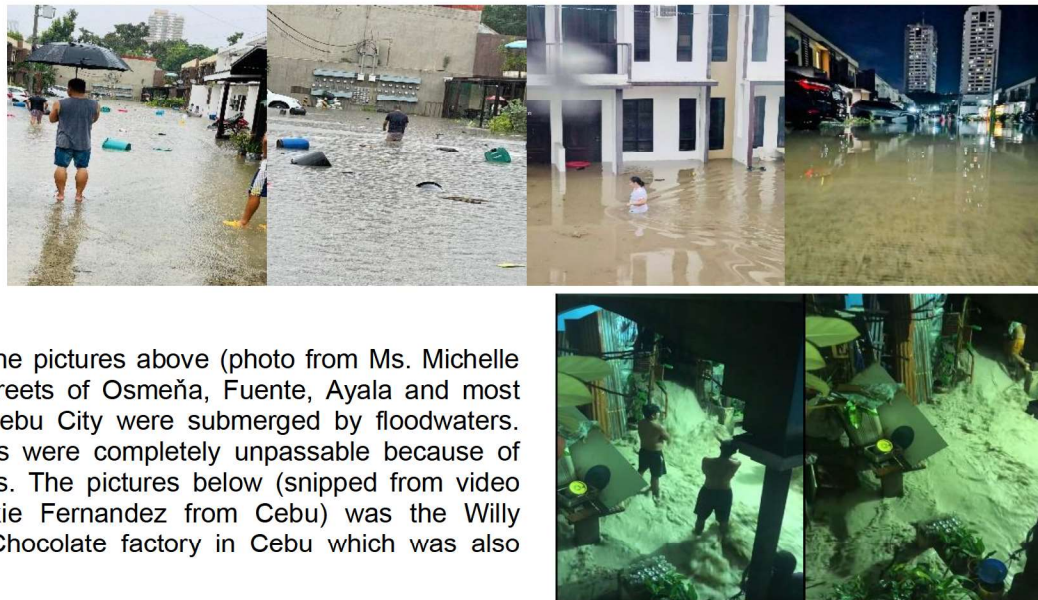 he pictures above (photo from Ms. Michelle
reets of Osmeňa, Fuente, Ayala and most
ebu City were submerged by floodwaters.
s were completely unpassable because of
s. The pictures below (snipped from video
kie Fernandez from Cebu) was the Willy
Chocolate factory in Cebu which was also